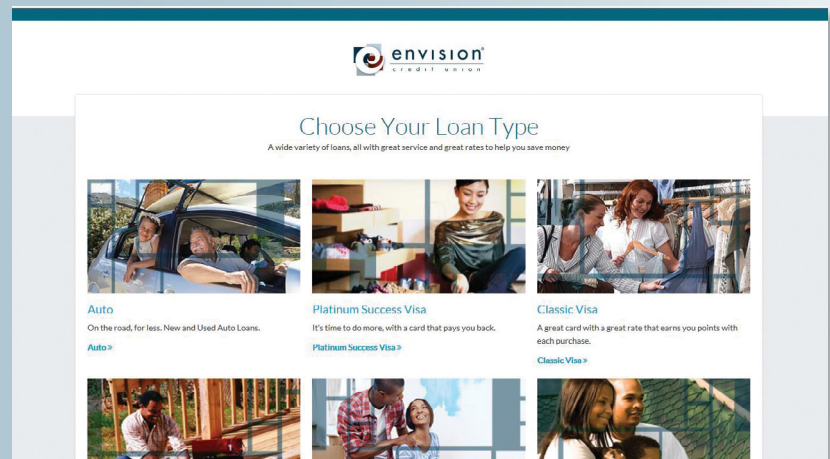 envision
credit union
Choose Your Loan Type
A wide variety of loans, all with great service and great rates to help you save money
Auto
On the road, for less. New and Used Auto Loans.
Auto »
Platinum Success Visa
It's time to do more, with a card that pays you back.
Platinum Success Visa »
Classic Visa
A great card with a great rate that earns you points with
each purchase.
Classic Visa »